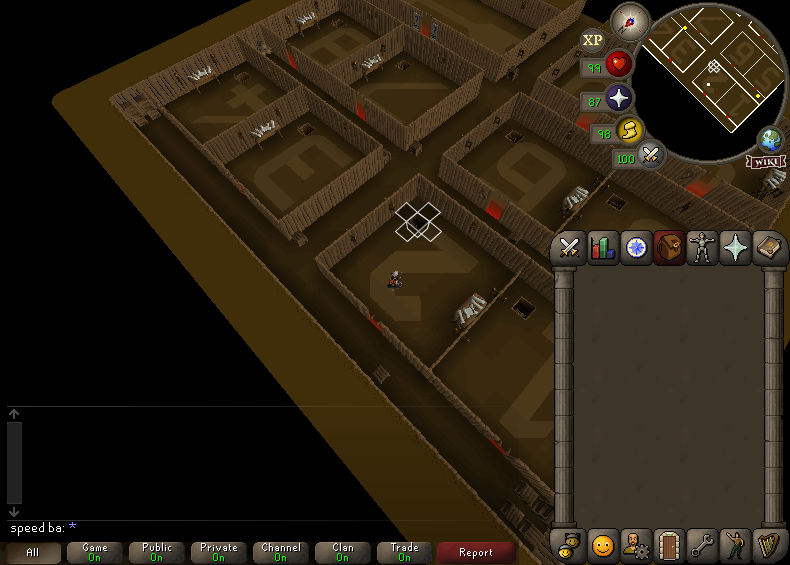 XP
99
67
98
100
WIKI
speed ba: *
All
Game
On
Public
On
Private
On
Channel
On
Clan
On
Trade
On
Report